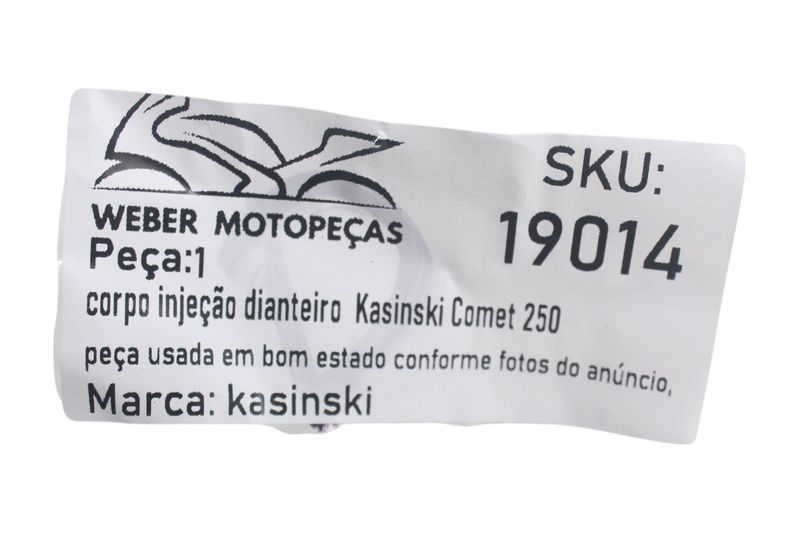 WEBER MOTOPEÇAS
SKU:
19014
Peça:1
corpo injeção dianteiro Kasinski Comet 250
peça usada em bom estado conforme fotos do anúncio,
Marca: kasinski